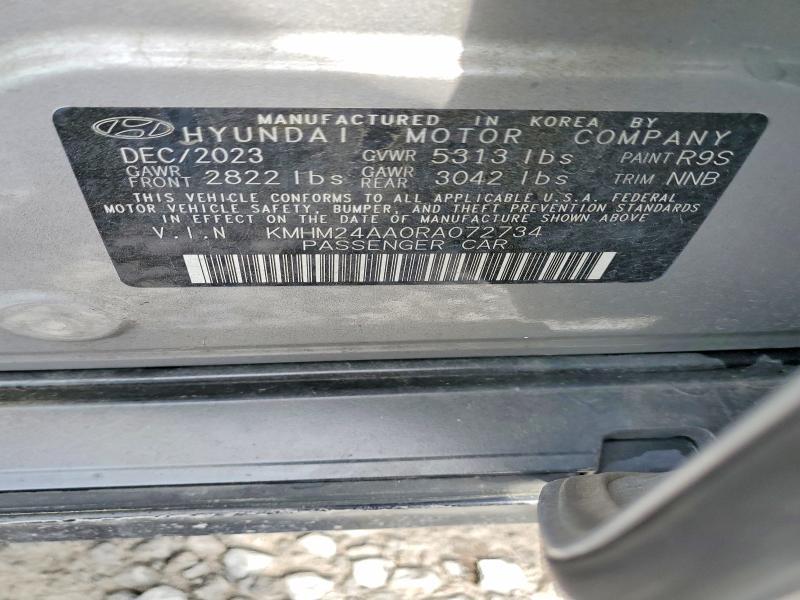 MANUFACTURED IN KOREA BY
HYUNDAI MOTOR COMPANY
DEC/2023 GVWR 5313 lbs PAINT R9S
GAWR FRONT 2822 lbs GAWR REAR 3042 lbs TRIM NNB
THIS VEHICLE CONFORMS TO ALL APPLICABLE U.S.A. FEDERAL
MOTOR VEHICLE SAFETY, BUMPER, AND THEFT PREVENTION STANDARDS
IN EFFECT ON THE DATE OF MANUFACTURE SHOWN ABOVE
V.I.N KMHM24AA0RA072734
PASSENGER CAR